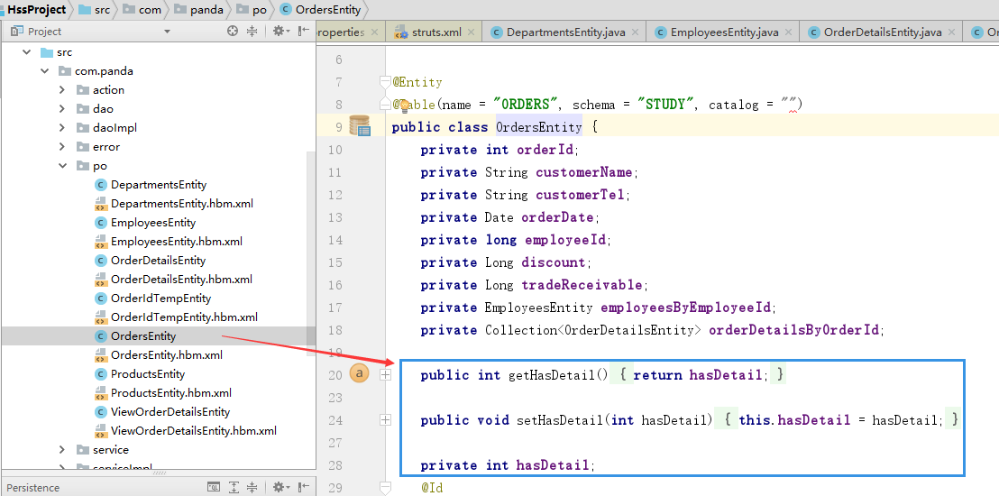 HssProject src com panda po OrdersEntity
Project
properties struts.xml DepartmentsEntity.java EmployeesEntity.java OrderDetailsEntity.java Or
src
com.panda
action
dao
daoImpl
error
po
DepartmentsEntity
DepartmentsEntity.hbm.xml
EmployeesEntity
EmployeesEntity.hbm.xml
OrderDetailsEntity
OrderDetailsEntity.hbm.xml
OrderIdTempEntity
OrderIdTempEntity.hbm.xml
OrdersEntity
OrdersEntity.hbm.xml
ProductsEntity
ProductsEntity.hbm.xml
ViewOrderDetailsEntity
ViewOrderDetailsEntity.hbm.xml
service
serviceImpl
Persistence
6
7 @Entity
8 @Table(name = "ORDERS", schema = "STUDY", catalog = "")
9 public class OrdersEntity {
10 private int orderId;
11 private String customerName;
12 private String customerTel;
13 private Date orderDate;
14 private long employeeId;
15 private Long discount;
16 private Long tradeReceivable;
17 private EmployeesEntity employeesByEmployeeId;
18 private Collection<OrderDetailsEntity> orderDetailsByOrderId;
19
20 a public int getHasDetail() { return hasDetail; }
23
24 public void setHasDetail(int hasDetail) { this.hasDetail = hasDetail; }
27
28 private int hasDetail;
29 @Id